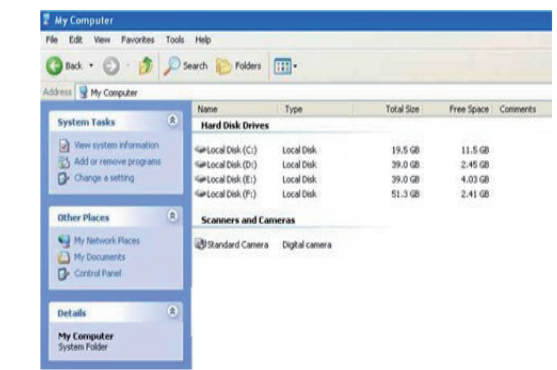 My Computer
File Edit View Favorites Tools Help
Back Search Folders
Address My Computer
Name Type Total Size Free Space Comments
System Tasks
View system information
Add or remove programs
Change a setting
Other Places
My Network Places
My Documents
Control Panel
Details
My Computer
System Folder
Hard Disk Drives
Local Disk (C:) Local Disk 19.5 GB 11.5 GB
Local Disk (D:) Local Disk 39.0 GB 2.45 GB
Local Disk (E:) Local Disk 39.0 GB 4.03 GB
Local Disk (F:) Local Disk 51.3 GB 2.41 GB
Scanners and Cameras
Standard Camera Digital camera